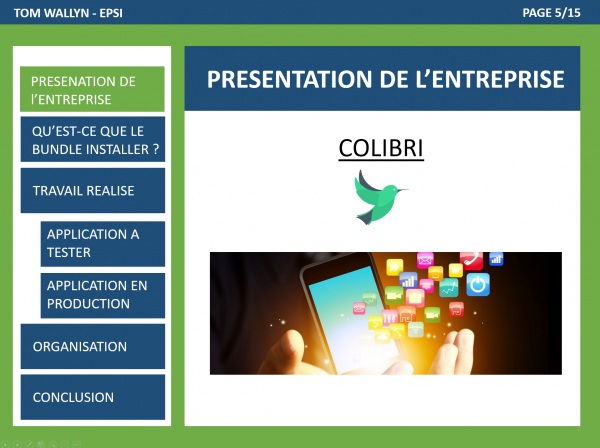 TOM WALLYN - EPSI
PAGE 5/15
PRESENATION DE
l’ENTREPRISE
QU’EST-CE QUE LE
BUNDLE INSTALLER ?
TRAVAIL REALISE
APPLICATION A
TESTER
APPLICATION EN
PRODUCTION
ORGANISATION
CONCLUSION
PRESENTATION DE L’ENTREPRISE
COLIBRI